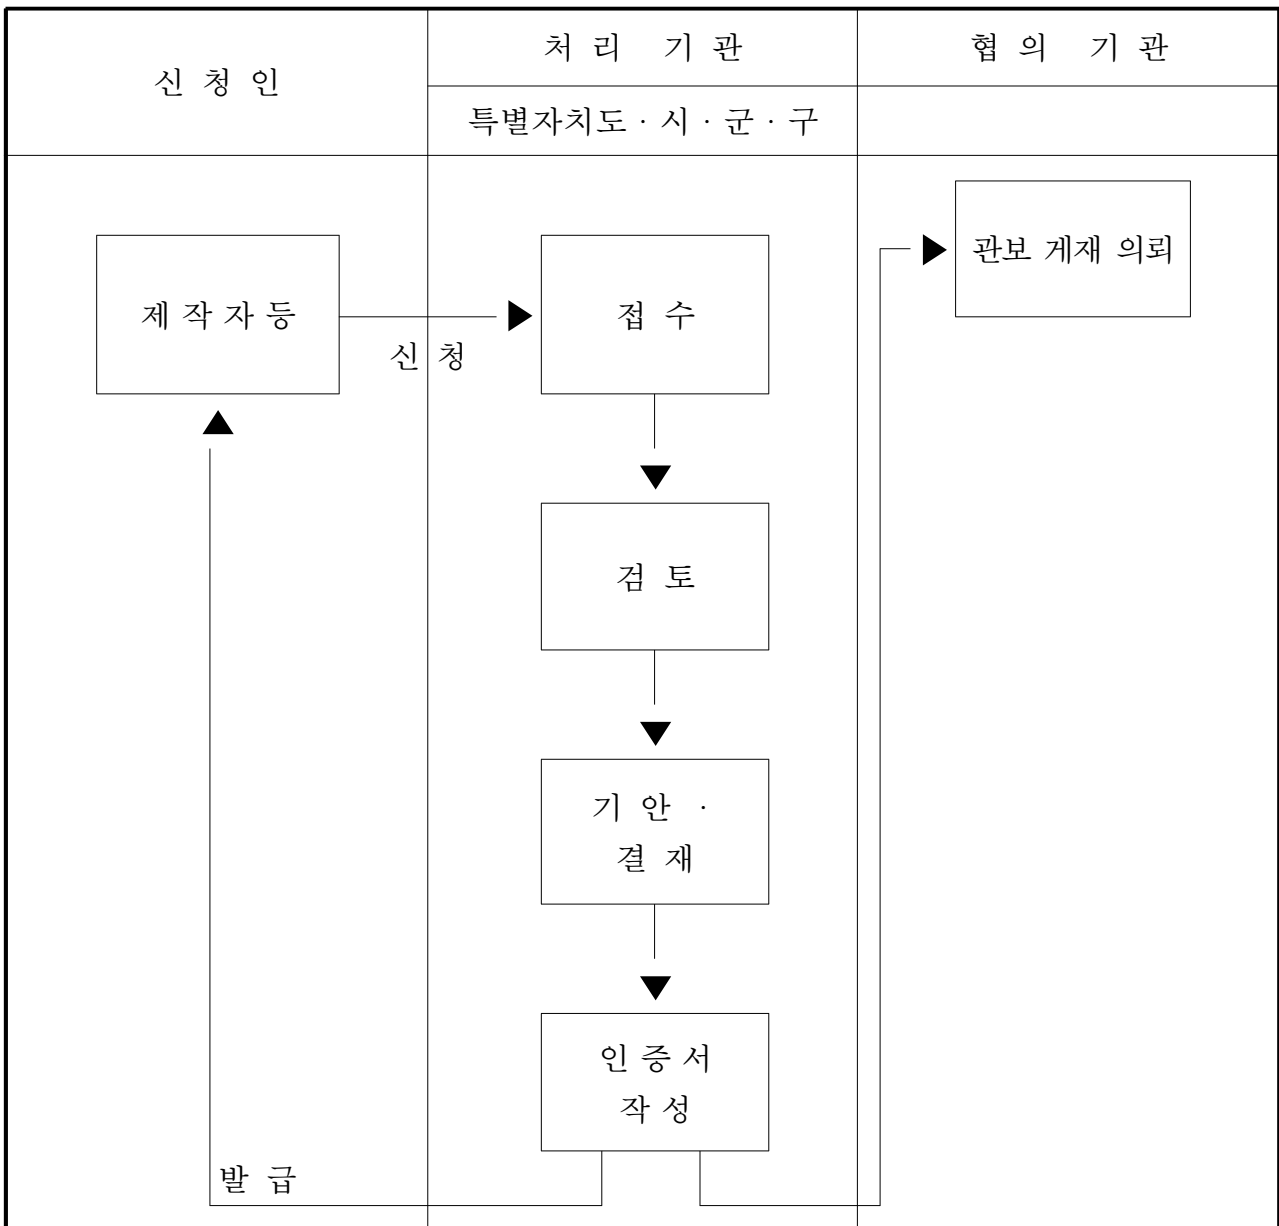 신 청 인
처 리 기 관
협 의 기 관
특별자치도 · 시 · 군 · 구
관보 게재 의뢰
제 작 자 등
접 수
신 청
검 토
기 안 ·
결 재
인 증 서
작 성
발 급